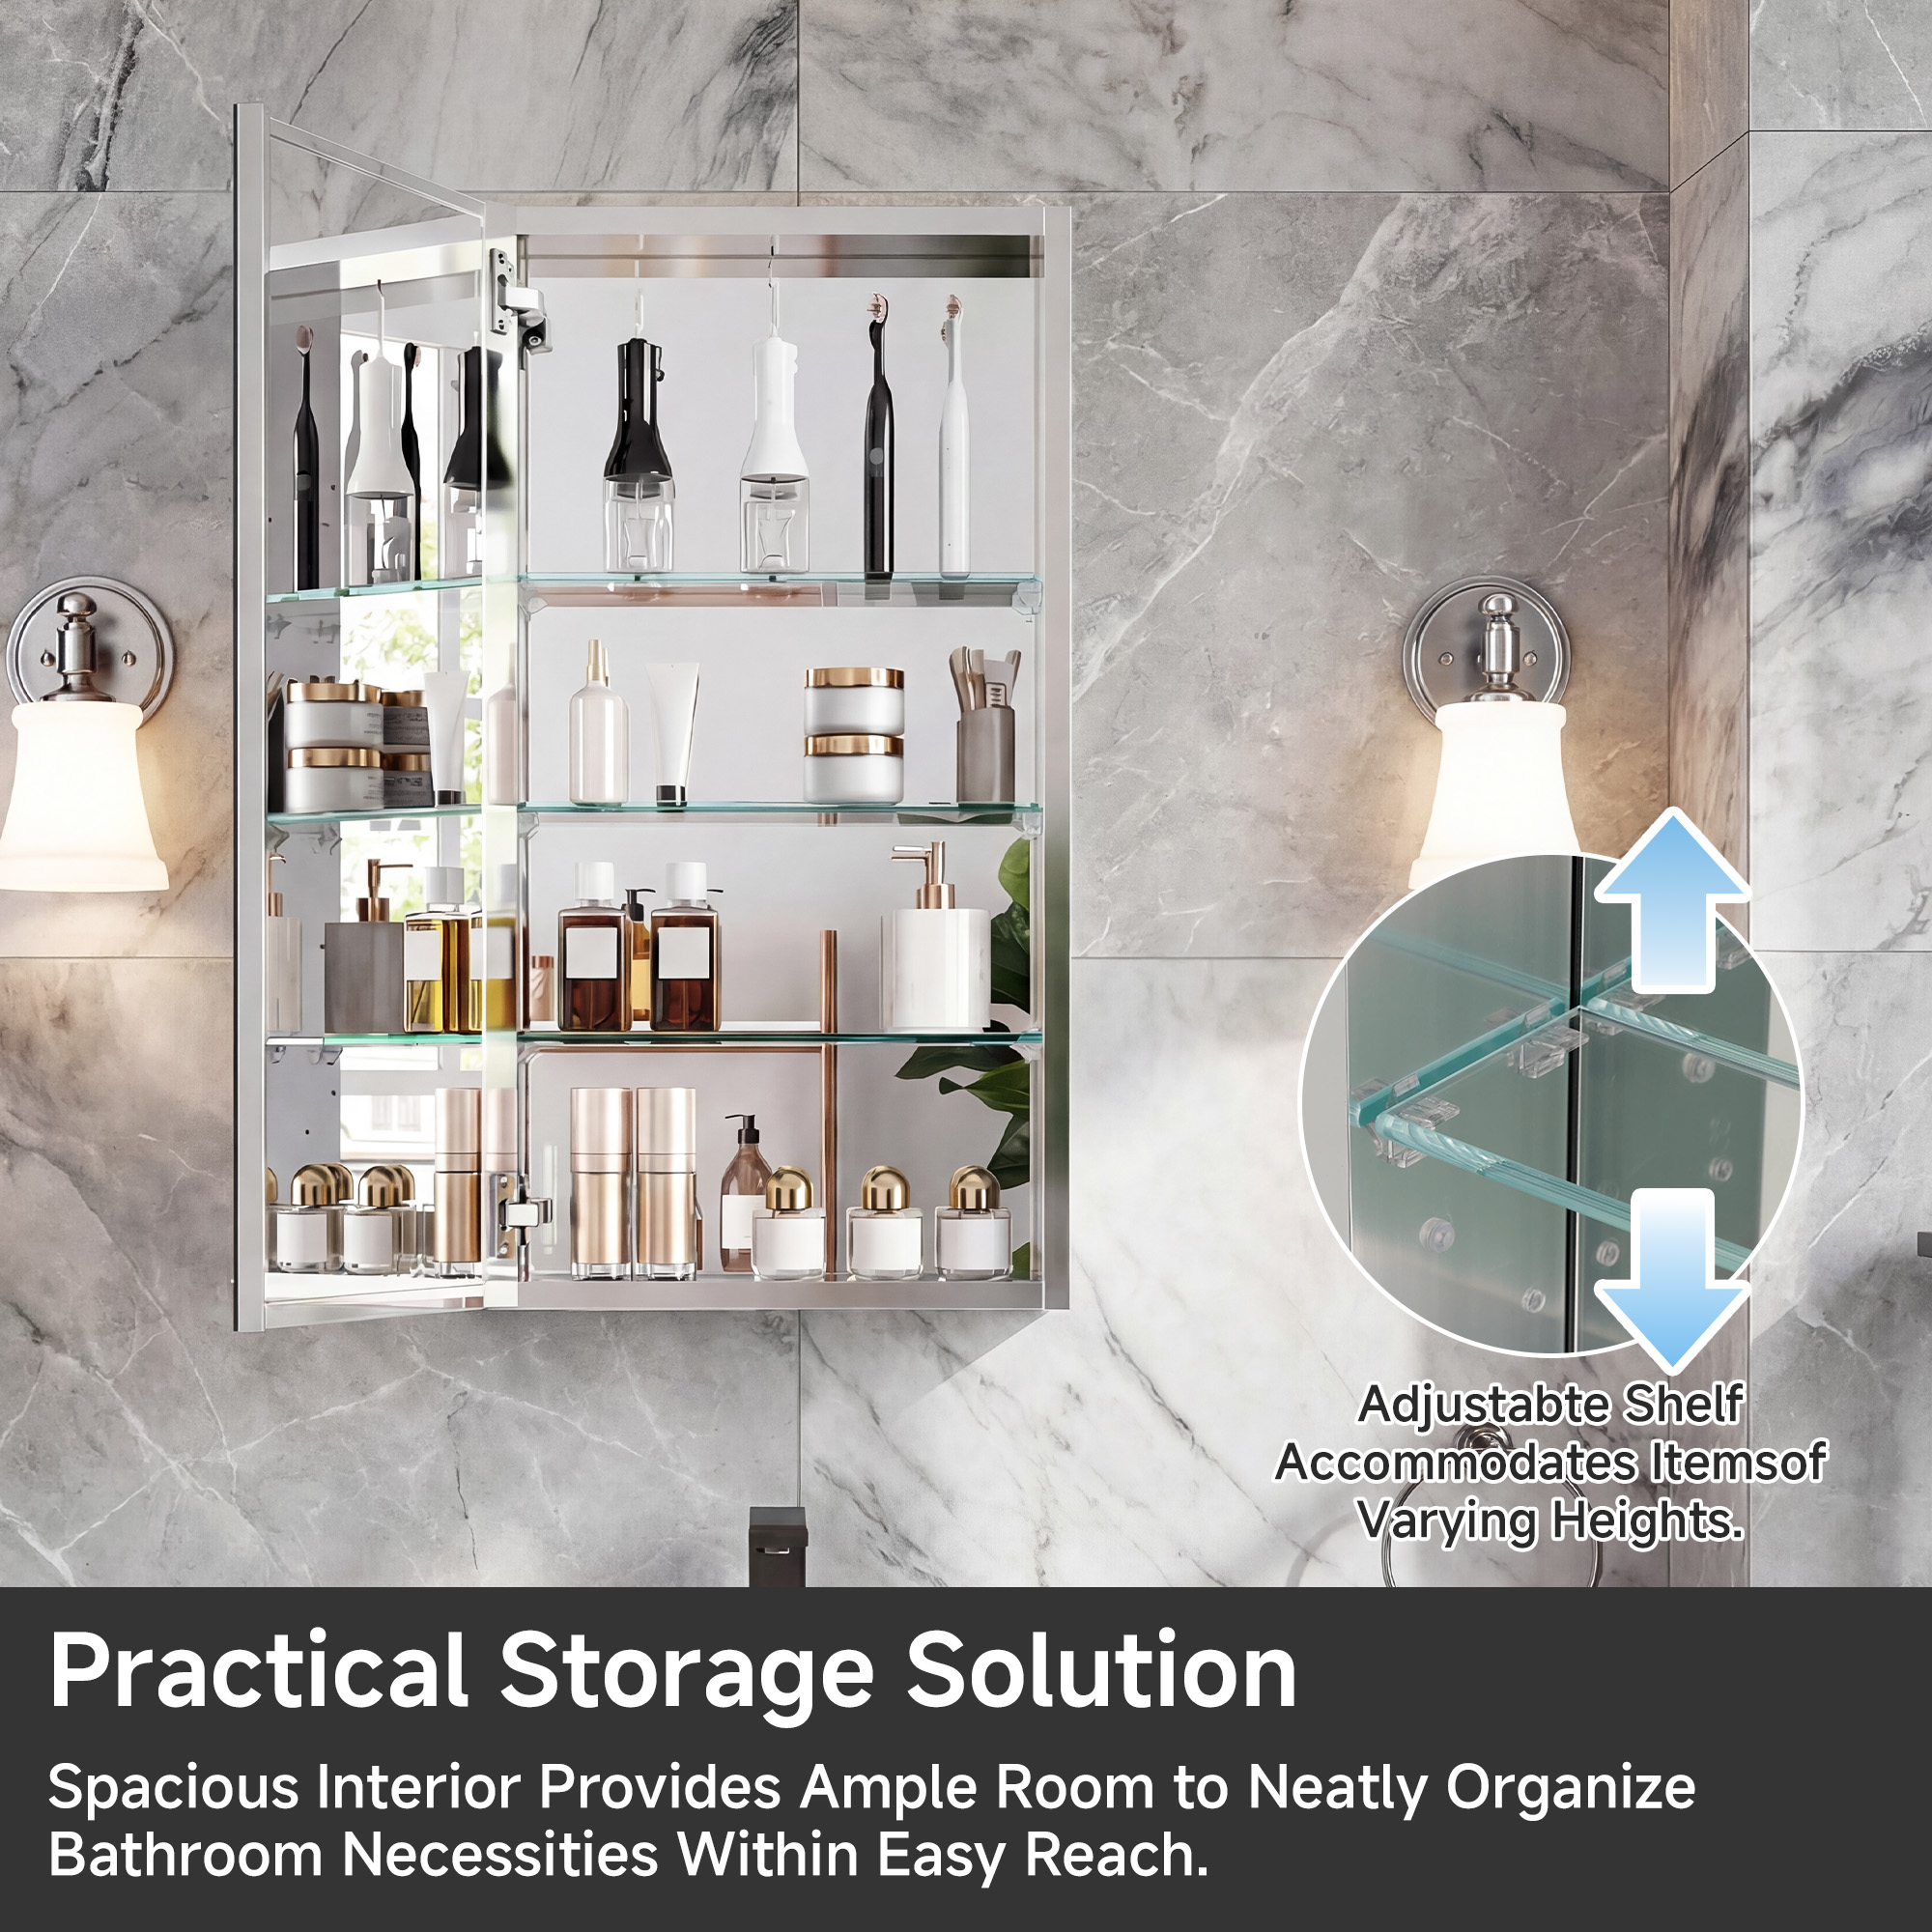 Adjustabte Shelf
Accommodates Itemsof
Varying Heights.
Practical Storage Solution
Spacious Interior Provides Ample Room to Neatly Organize
Bathroom Necessities Within Easy Reach.